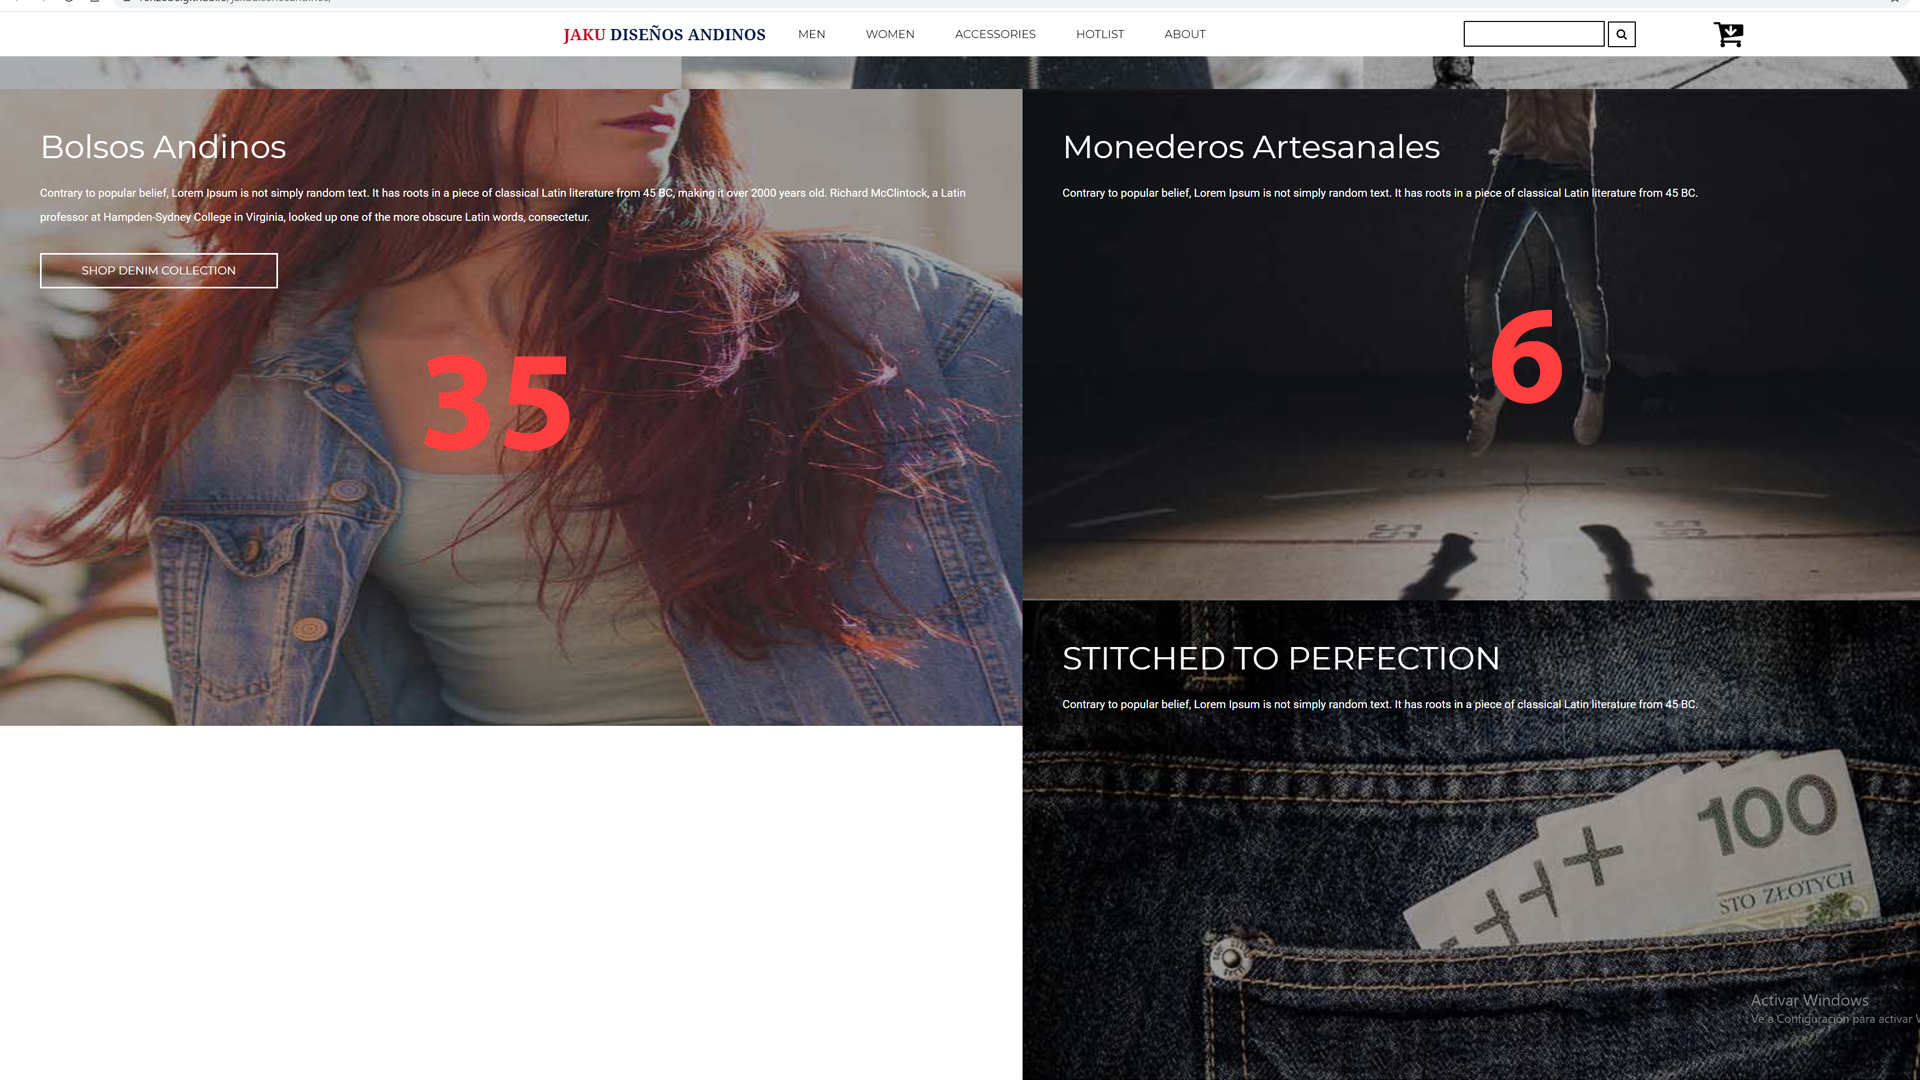 JAKU DISEÑOS ANDINOS MEN WOMEN ACCESSORIES HOTLIST ABOUT
Bolsos Andinos
Contrary to popular belief, Lorem Ipsum is not simply random text. It has roots in a piece of classical Latin literature from 45 BC, making it over 2000 years old. Richard McClintock, a Latin
professor at Hampden-Sydney College in Virginia, looked up one of the more obscure Latin words, consectetur.
SHOP DENIM COLLECTION
35
Monederos Artesanales
Contrary to popular belief, Lorem Ipsum is not simply random text. It has roots in a piece of classical Latin literature from 45 BC.
6
STITCHED TO PERFECTION
Contrary to popular belief, Lorem Ipsum is not simply random text. It has roots in a piece of classical Latin literature from 45 BC.
100
STO ZŁOTYCH
Activar Windows
Ve a Configuración para activar